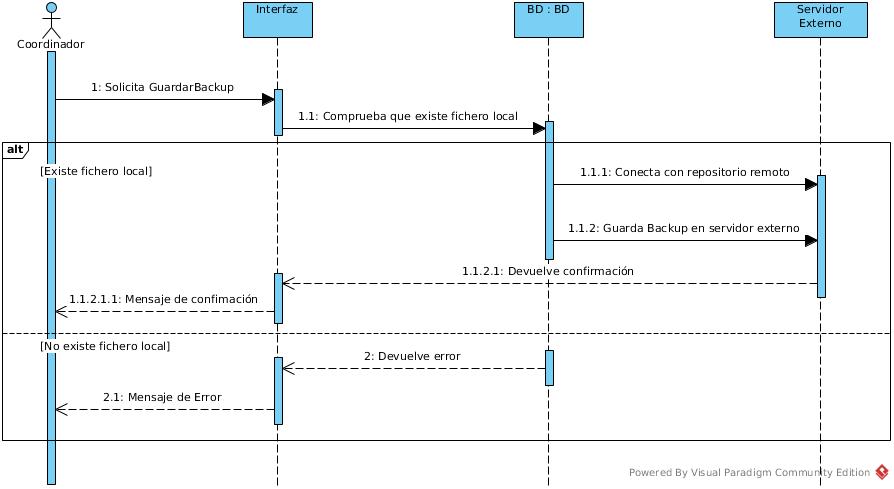 Interfaz
BD : BD
Servidor
Externo
Coordinador
1: Solicita GuardarBackup
1.1: Comprueba que existe fichero local
alt
[Existe fichero local]
1.1.1: Conecta con repositorio remoto
1.1.2: Guarda Backup en servidor externo
1.1.2.1: Devuelve confirmación
1.1.2.1.1: Mensaje de confimación
[No existe fichero local]
2: Devuelve error
2.1: Mensaje de Error
Powered By Visual Paradigm Community Edition